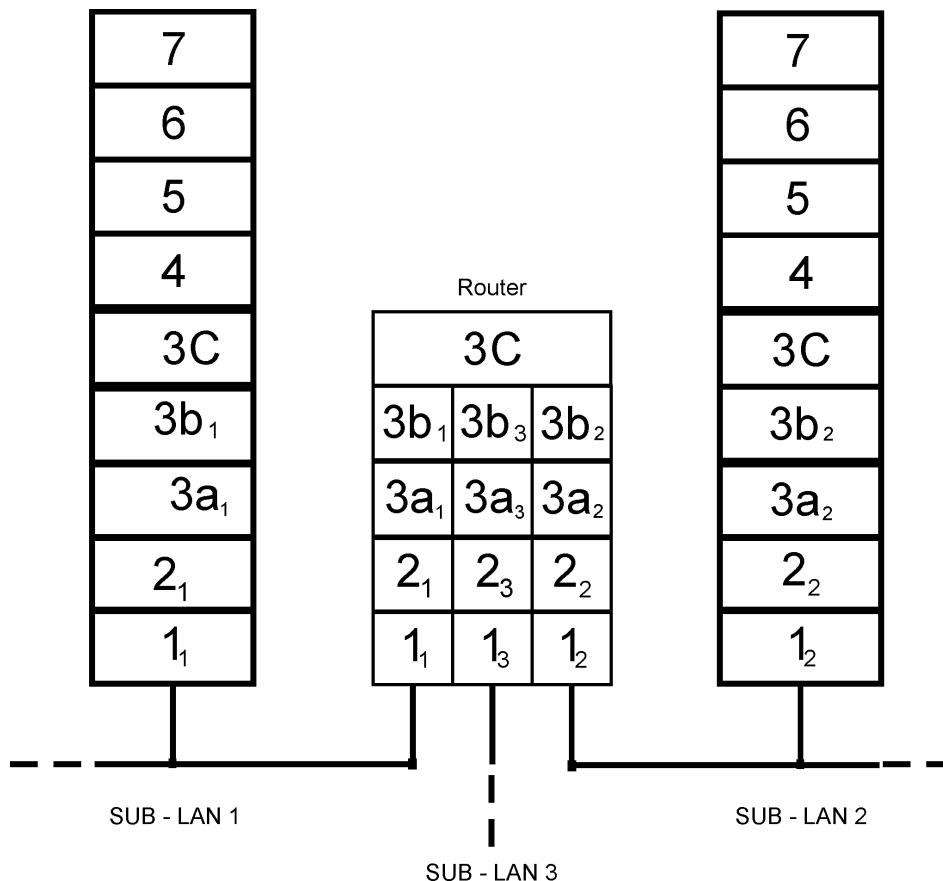 7
6
5
4
3C
3b₁
3a₁
2₁
1₁
Router
3C
3b₁ 3b₃ 3b₂
3a₁ 3a₃ 3a₂
2₁ 2₃ 2₂
1₁ 1₃ 1₂
7
6
5
4
3C
3b₂
3a₂
2₂
1₂
SUB - LAN 1
SUB - LAN 2
SUB - LAN 3